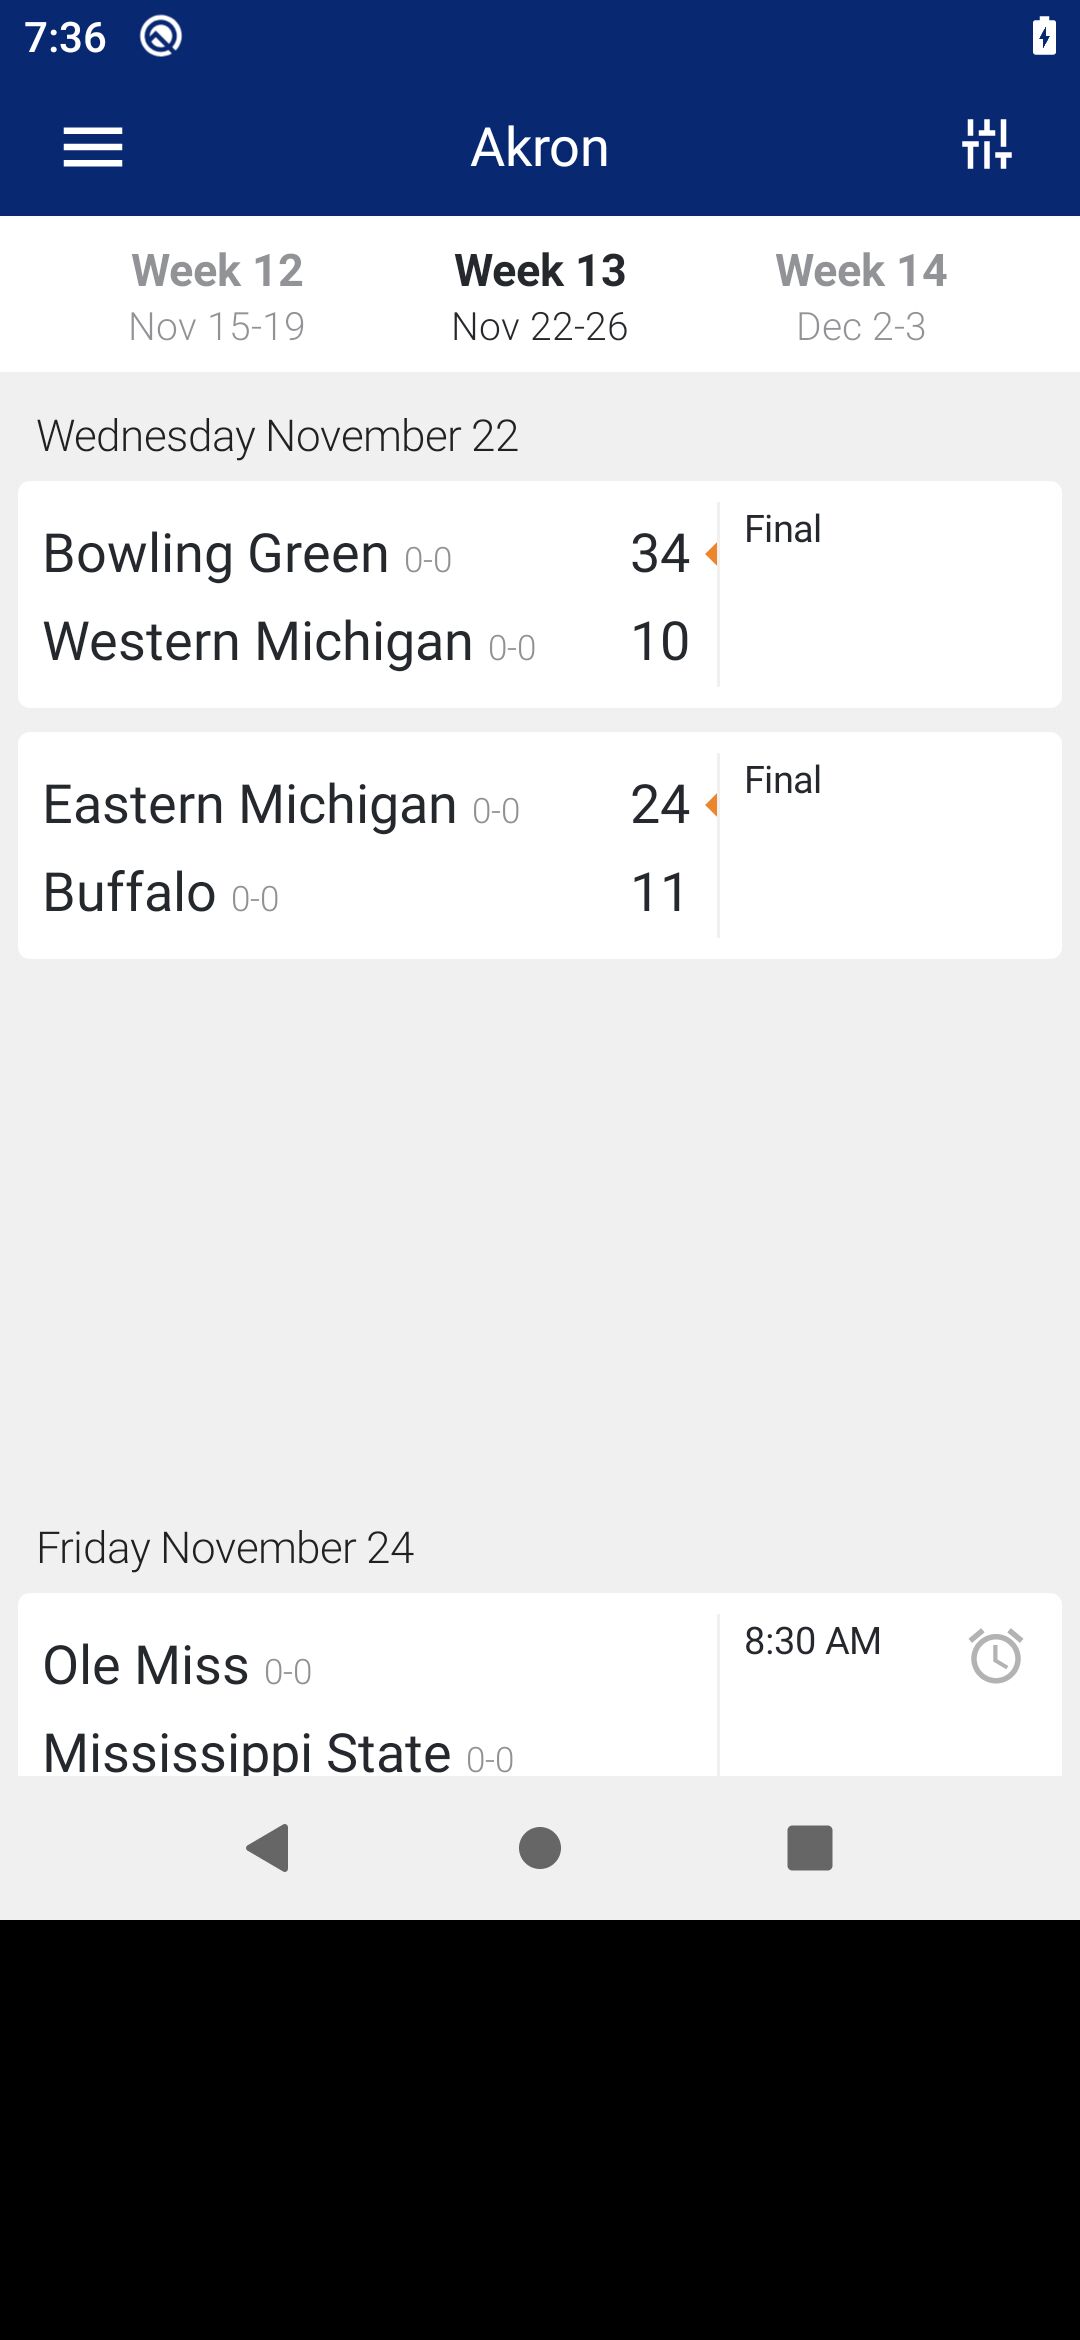 7:36
Akron
Week 12
Nov 15-19
Week 13
Nov 22-26
Week 14
Dec 2-3
Wednesday November 22
Bowling Green 0-0 34
Final
Western Michigan 0-0 10
Eastern Michigan 0-0 24
Final
Buffalo 0-0 11
Friday November 24
Ole Miss 0-0
8:30 AM
Mississippi State 0-0